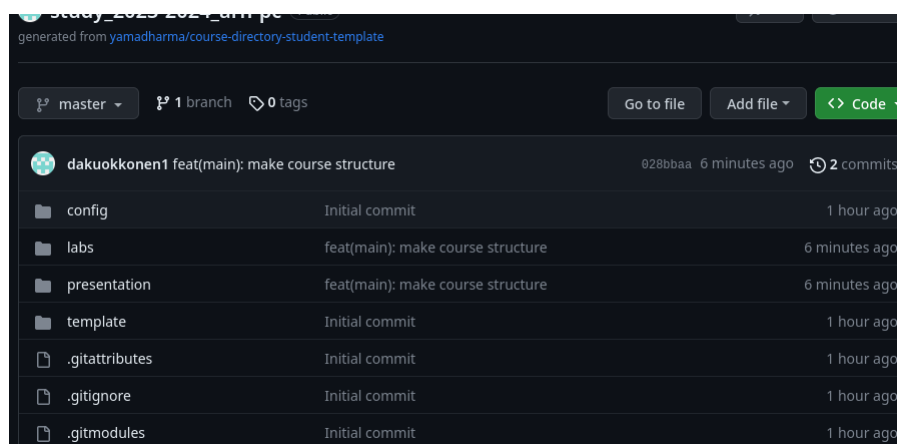 study_2023-2024_arh-pc
generated from yamadharma/course-directory-student-template
master 1 branch 0 tags Go to file Add file Code
dakuokkonen1 feat(main): make course structure 028bbaa 6 minutes ago 2 commits
config Initial commit 1 hour ago
labs feat(main): make course structure 6 minutes ago
presentation feat(main): make course structure 6 minutes ago
template Initial commit 1 hour ago
.gitattributes Initial commit 1 hour ago
.gitignore Initial commit 1 hour ago
.gitmodules Initial commit 1 hour ago